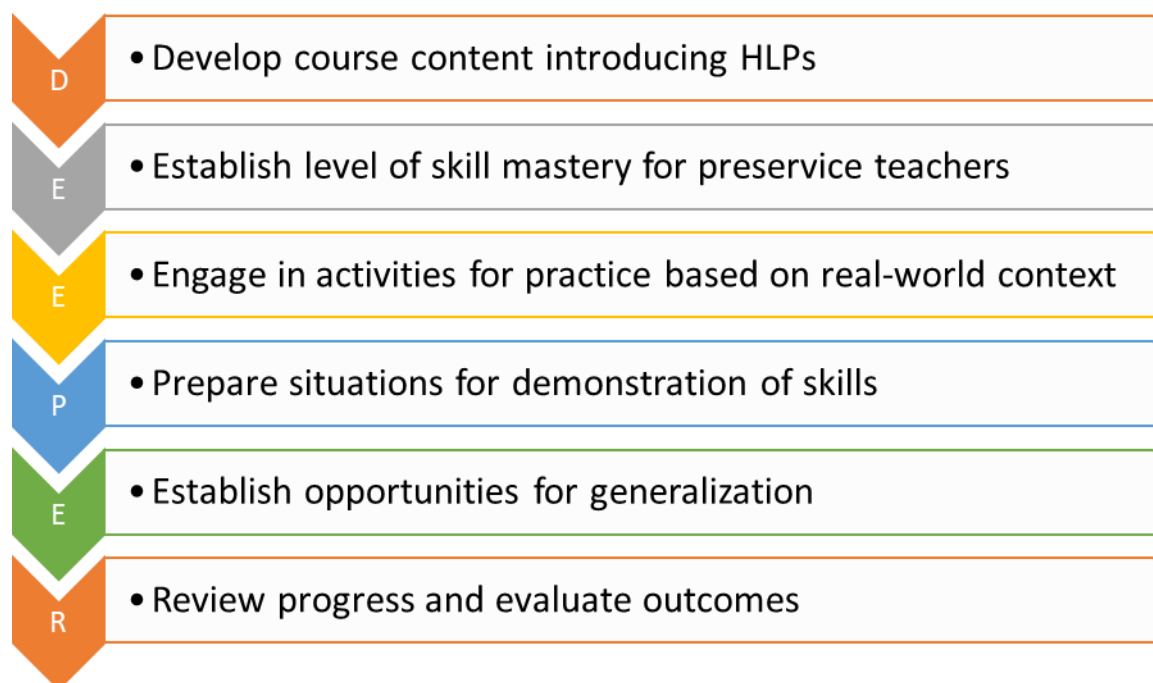 D
• Develop course content introducing HLPs
E
• Establish level of skill mastery for preservice teachers
E
• Engage in activities for practice based on real-world context
P
• Prepare situations for demonstration of skills
E
• Establish opportunities for generalization
R
• Review progress and evaluate outcomes